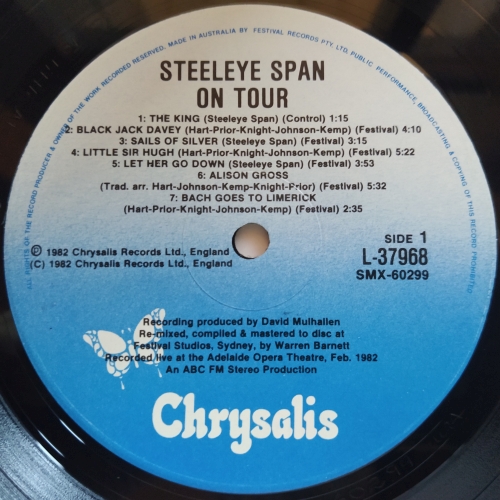 ALL RIGHTS OF THE RECORD PRODUCER & OWNER OF THE WORK RECORDED RESERVED. MADE IN AUSTRALIA BY FESTIVAL RECORDS PTY. LTD. PUBLIC PERFORMANCE, BROADCASTING & COPYING OF THIS RECORD PROHIBITED
STEELEYE SPAN
ON TOUR
1: THE KING (Steeleye Span) (Control) 1:15
2: BLACK JACK DAVEY (Hart-Prior-Knight-Johnson-Kemp) (Festival) 4:10
3: SAILS OF SILVER (Steeleye Span) (Festival) 3:15
4: LITTLE SIR HUGH (Hart-Prior-Knight-Johnson-Kemp) (Festival) 5:22
5: LET HER GO DOWN (Steeleye Span) (Festival) 3:53
6: ALISON GROSS
(Trad. arr. Hart-Johnson-Kemp-Knight-Prior) (Festival) 5:32
7: BACH GOES TO LIMERICK
(Hart-Prior-Knight-Johnson-Kemp) (Festival) 2:35
Ⓟ 1982 Chrysalis Records Ltd., England
(C) 1982 Chrysalis Records Ltd., England
SIDE 1
L-37968
SMX-60299
Recording produced by David Mulhallen
Re-mixed, compiled & mastered to disc at
Festival Studios, Sydney, by Warren Barnett
Recorded live at the Adelaide Opera Theatre, Feb. 1982
An ABC FM Stereo Production
Chrysalis